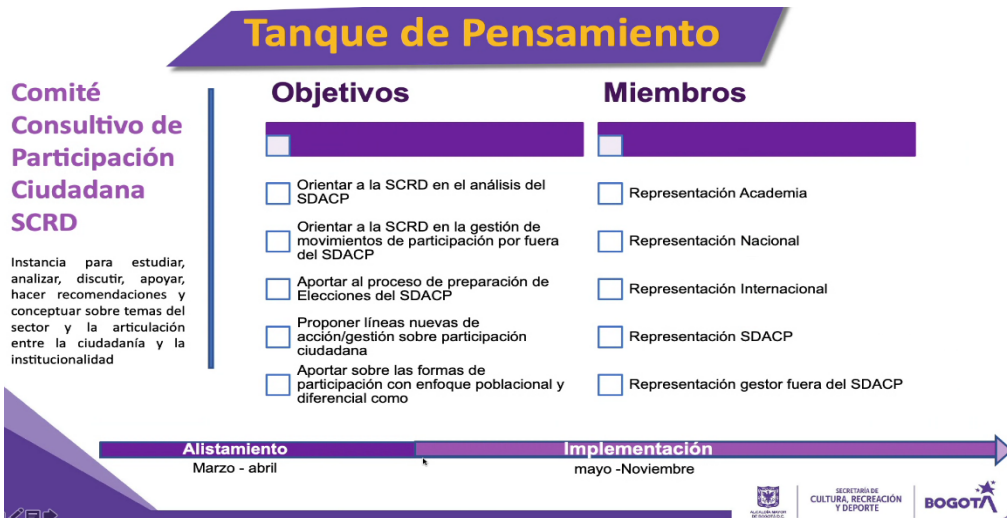 Tanque de Pensamiento
Comité
Consultivo de
Participación
Ciudadana
SCRD
Instancia para estudiar,
analizar, discutir, apoyar,
hacer recomendaciones y
conceptuar sobre temas del
sector y la articulación
entre la ciudadanía y la
institucionalidad
Objetivos
Orientar a la SCRD en el análisis del
SDACP
Orientar a la SCRD en la gestión de
movimientos de participación por fuera
del SDACP
Aportar al proceso de preparación de
Elecciones del SDACP
Proponer líneas nuevas de
acción/gestión sobre participación
ciudadana
Aportar sobre las formas de
participación con enfoque poblacional y
diferencial como
Miembros
Representación Academia
Representación Nacional
Representación Internacional
Representación SDACP
Representación gestor fuera del SDACP
Alistamiento
Marzo - abril
Implementación
mayo -Noviembre
ALCALDÍA MAYOR
DE BOGOTÁ D.C.
SECRETARÍA DE
CULTURA, RECREACIÓN
Y DEPORTE
BOGOTÁ